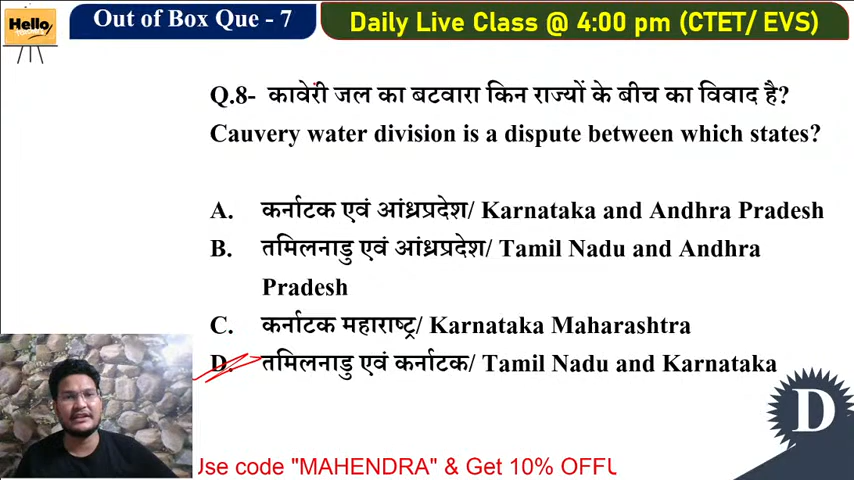 Hello
Out of Box Que - 7
Daily Live Class @ 4:00 pm (CTET/ EVS)
Q.8- कावेरी जल का बटवारा किन राज्यों के बीच का विवाद है?
Cauvery water division is a dispute between which states?
A. कर्नाटक एवं आंध्रप्रदेश/ Karnataka and Andhra Pradesh
B. तमिलनाडु एवं आंध्रप्रदेश/ Tamil Nadu and Andhra
Pradesh
C. कर्नाटक महाराष्ट्र/ Karnataka Maharashtra
D. तमिलनाडु एवं कर्नाटक/ Tamil Nadu and Karnataka
D
Use code "MAHENDRA" & Get 10% OFFU